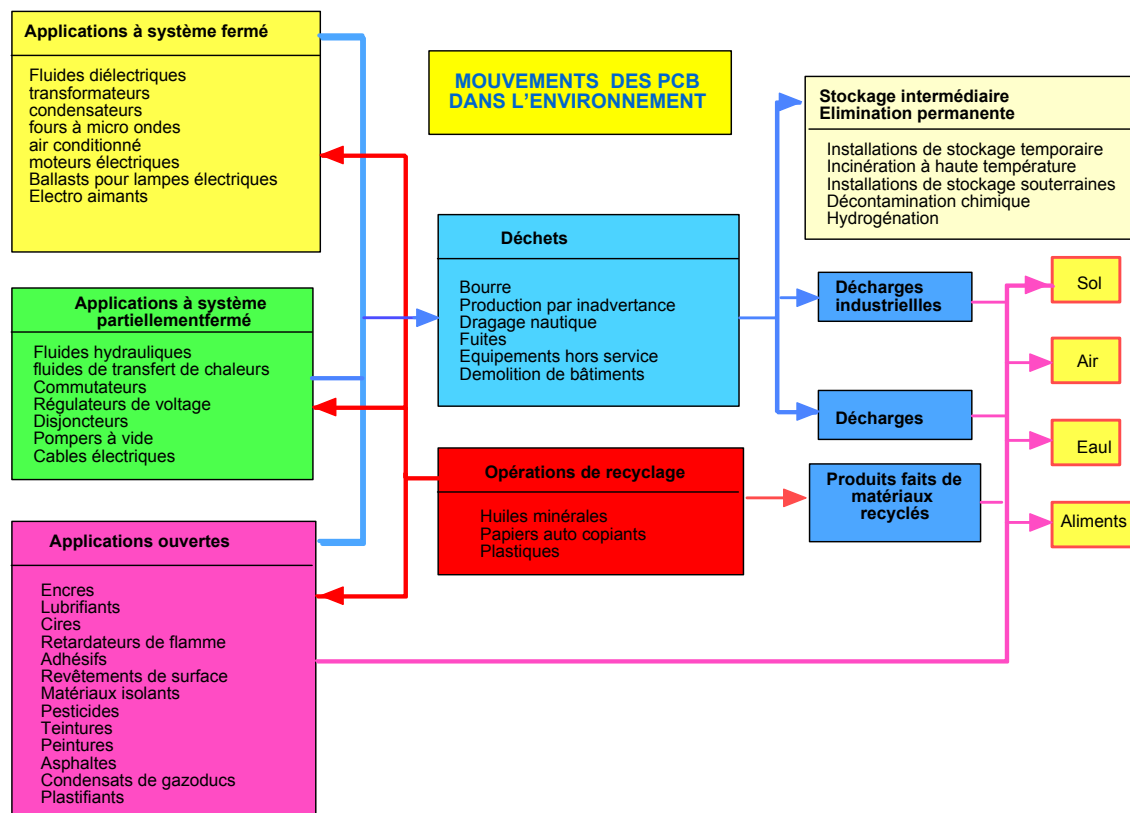 Applications à système fermé
Fluides diélectriques
transformateurs
condensateurs
fours à micro ondes
air conditionné
moteurs électriques
Ballasts pour lampes électriques
Electro aimants
MOUVEMENTS DES PCB
DANS L'ENVIRONNEMENT
Stockage intermédiaire
Elimination permanente
Installations de stockage temporaire
Incinération à haute température
Installations de stockage souterraines
Décontamination chimique
Hydrogénation
Déchets
Bourre
Production par inadvertance
Dragage nautique
Fuites
Equipements hors service
Demolition de bâtiments
Applications à système
partiellementfermé
Fluides hydrauliques
fluides de transfert de chaleurs
Commutateurs
Régulateurs de voltage
Disjoncteurs
Pompers à vide
Cables électriques
Décharges
industriellles
Décharges
Sol
Air
Eaul
Aliments
Opérations de recyclage
Huiles minérales
Papiers auto copiants
Plastiques
Produits faits de
matériaux
recyclés
Applications ouvertes
Encres
Lubrifiants
Cires
Retardateurs de flamme
Adhésifs
Revêtements de surface
Matériaux isolants
Pesticides
Teintures
Peintures
Asphaltes
Condensats de gazoducs
Plastifiants